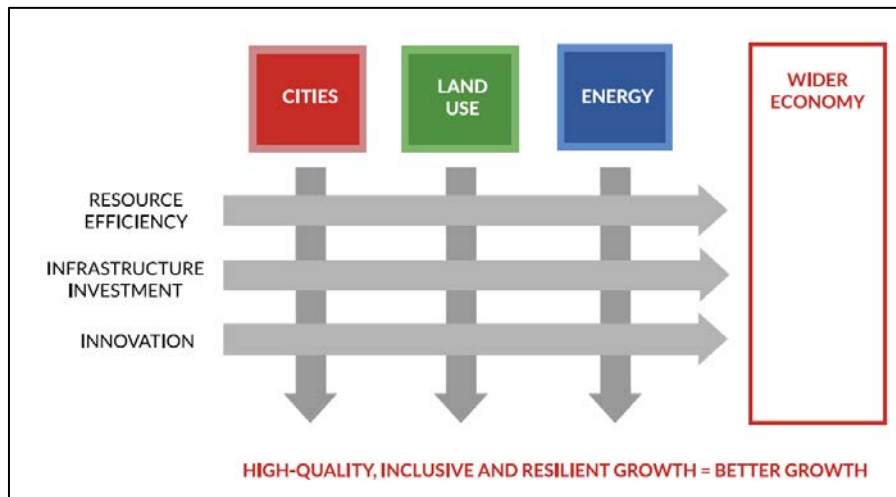 CITIES
LAND
USE
ENERGY
WIDER
ECONOMY
RESOURCE
EFFICIENCY
INFRASTRUCTURE
INVESTMENT
INNOVATION
HIGH-QUALITY, INCLUSIVE AND RESILIENT GROWTH = BETTER GROWTH